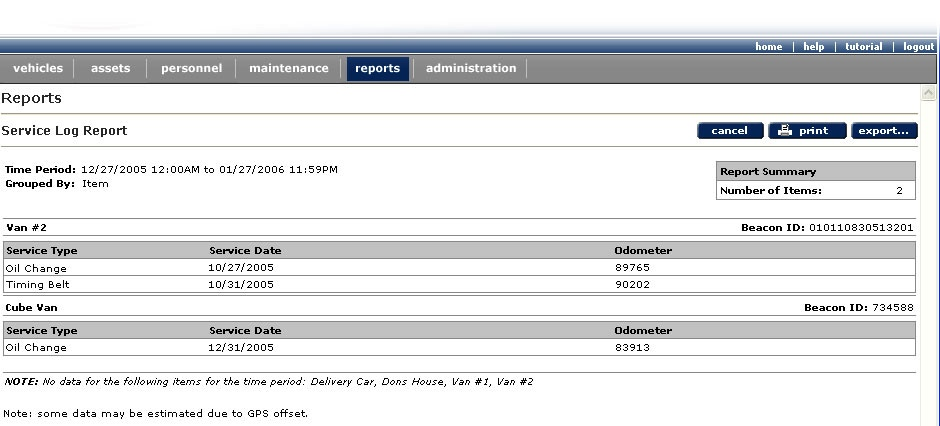 home | help | tutorial | logout
vehicles | assets | personnel | maintenance | reports | administration
Reports
Service Log Report
cancel print export...
Time Period: 12/27/2005 12:00AM to 01/27/2006 11:59PM
Grouped By: Item
Report Summary
Number of Items: 2
Van #2 Beacon ID: 010110830513201
Service Type Service Date Odometer
Oil Change 10/27/2005 89765
Timing Belt 10/31/2005 90202
Cube Van Beacon ID: 734588
Service Type Service Date Odometer
Oil Change 12/31/2005 83913
NOTE: No data for the following items for the time period: Delivery Car, Dons House, Van #1, Van #2
Note: some data may be estimated due to GPS offset.